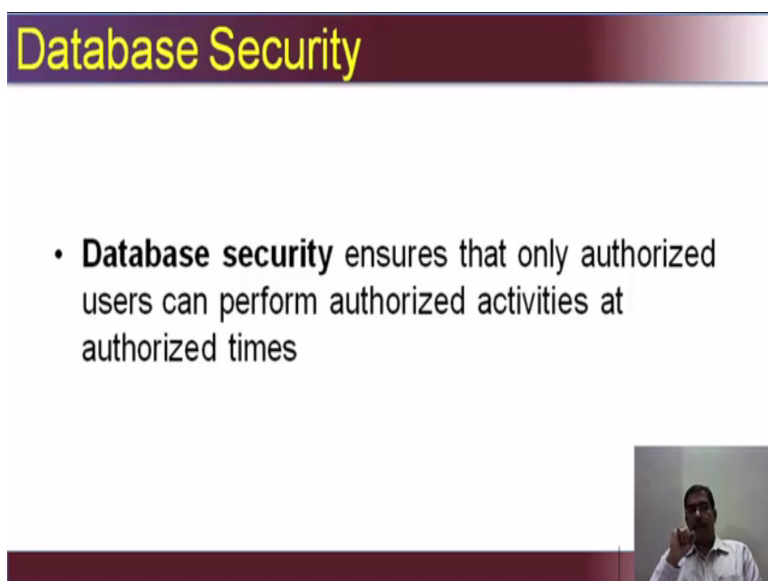 Database Security
• Database security ensures that only authorized
users can perform authorized activities at
authorized times